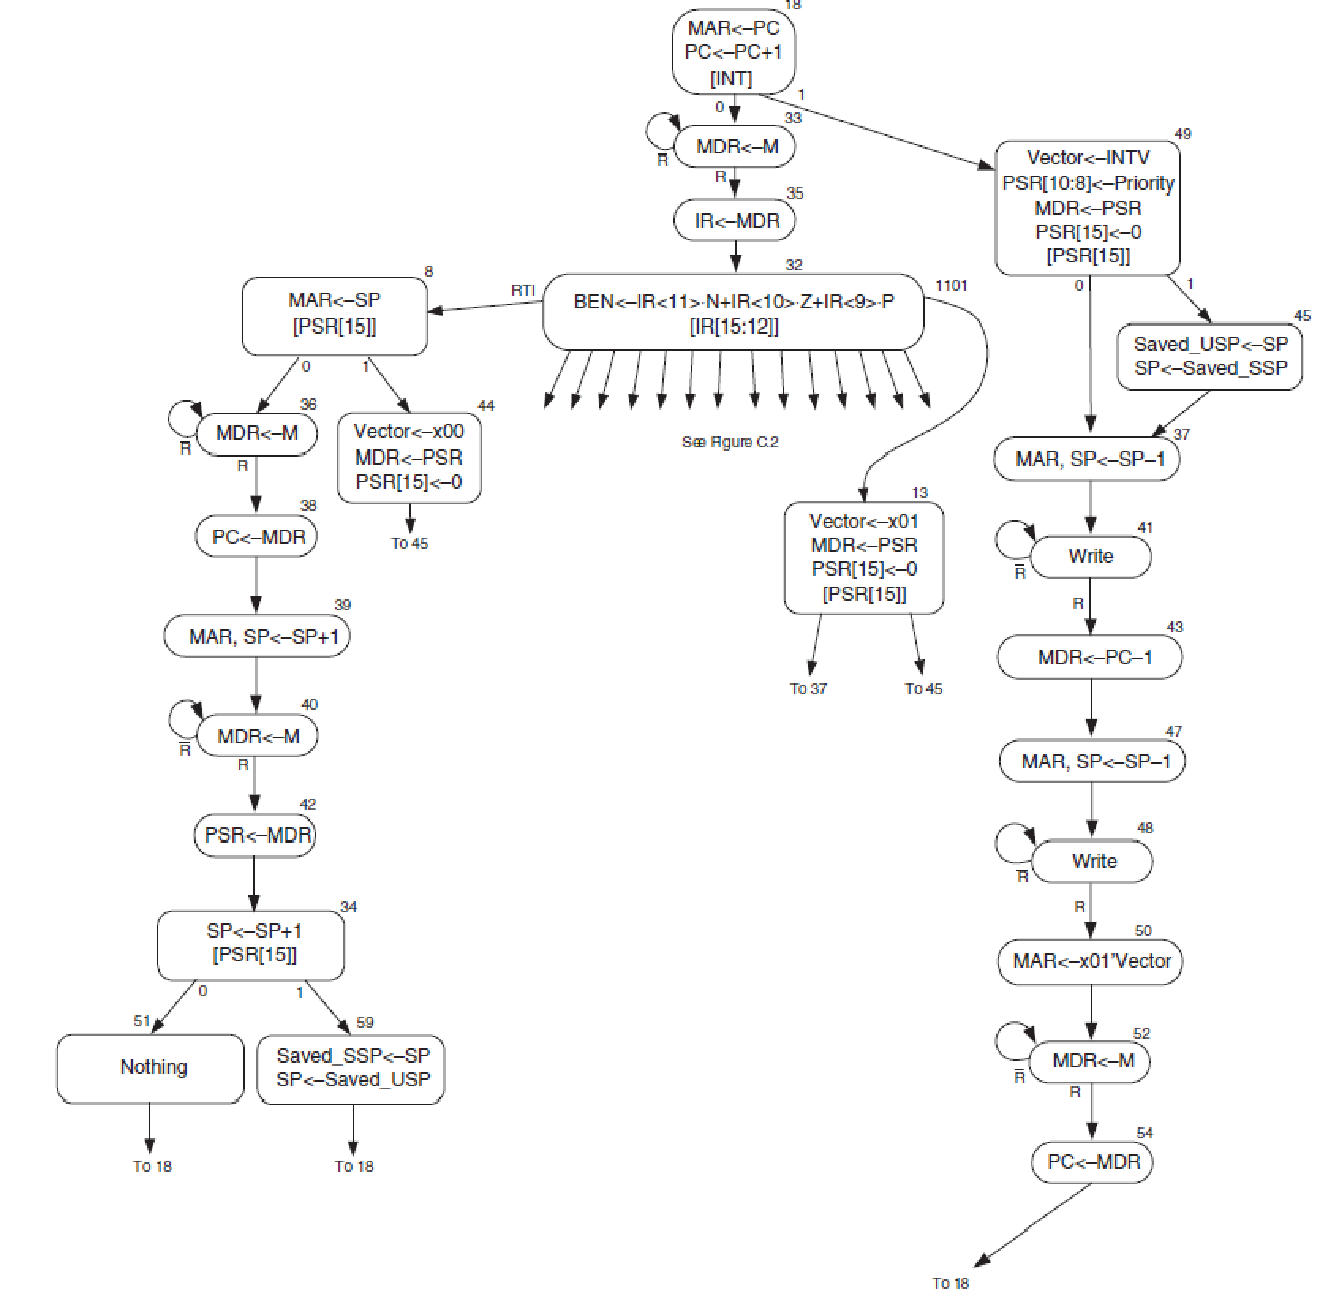 18
MAR<–PC
PC<–PC+1
[INT]
0
1
33
MDR<–M
R̅
R
35
IR<–MDR
32
BEN<–IR<11>·N+IR<10>·Z+IR<9>·P
[IR[15:12]]
RTI
1101
See Figure C.2
8
MAR<–SP
[PSR[15]]
0
1
36
MDR<–M
R̅
R
44
Vector<–x00
MDR<–PSR
PSR[15]<–0
To 45
38
PC<–MDR
39
MAR, SP<–SP+1
40
MDR<–M
R̅
R
42
PSR<–MDR
34
SP<–SP+1
[PSR[15]]
0
1
51
Nothing
To 18
59
Saved_SSP<–SP
SP<–Saved_USP
To 18
13
Vector<–x01
MDR<–PSR
PSR[15]<–0
[PSR[15]]
To 37
To 45
49
Vector<–INTV
PSR[10:8]<–Priority
MDR<–PSR
PSR[15]<–0
[PSR[15]]
0
1
45
Saved_USP<–SP
SP<–Saved_SSP
37
MAR, SP<–SP–1
41
Write
R̅
R
43
MDR<–PC–1
47
MAR, SP<–SP–1
48
Write
R̅
R
50
MAR<–x01'Vector
52
MDR<–M
R̅
R
54
PC<–MDR
To 18